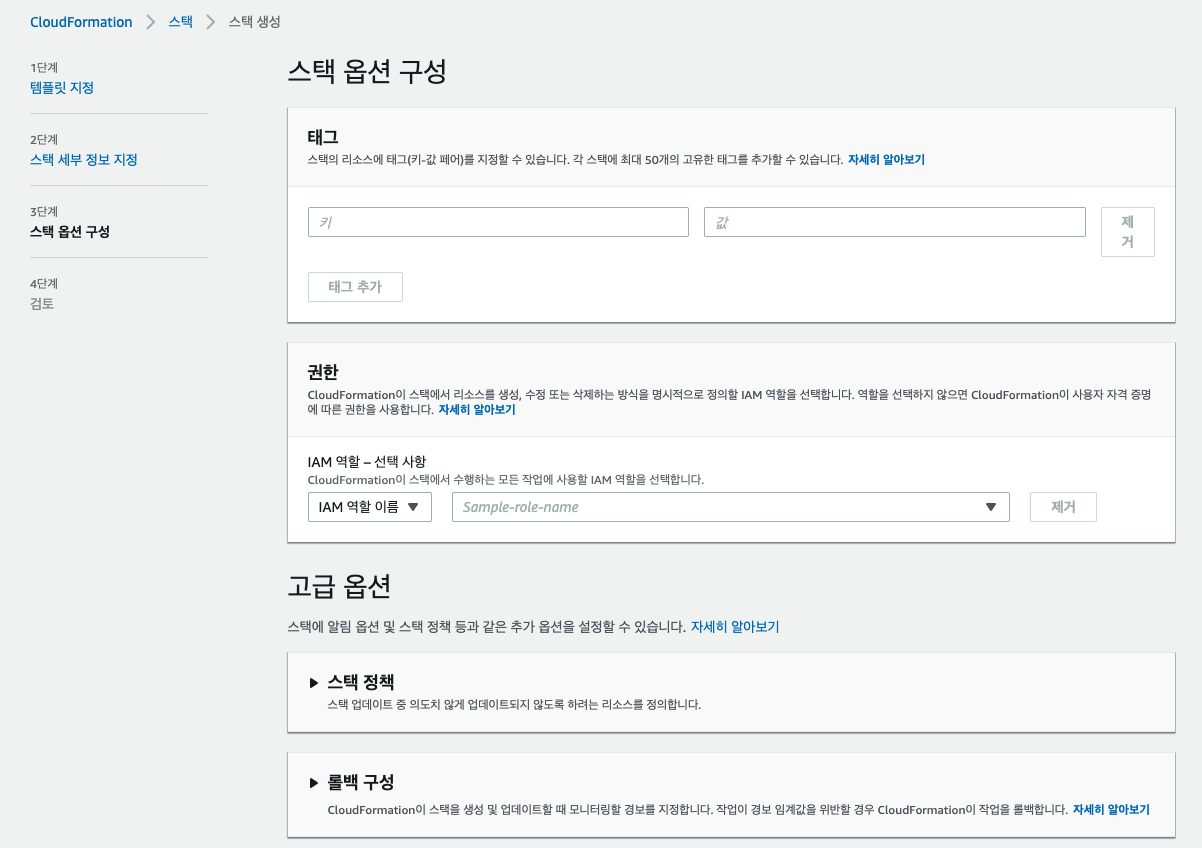 CloudFormation > 스택 > 스택 생성
1단계
템플릿 지정
2단계
스택 세부 정보 지정
3단계
스택 옵션 구성
4단계
검토
스택 옵션 구성
태그
스택의 리소스에 태그(키-값 페어)를 지정할 수 있습니다. 각 스택에 최대 50개의 고유한 태그를 추가할 수 있습니다. 자세히 알아보기
키
값
제
거
태그 추가
권한
CloudFormation이 스택에서 리소스를 생성, 수정 또는 삭제하는 방식을 명시적으로 정의할 IAM 역할을 선택합니다. 역할을 선택하지 않으면 CloudFormation이 사용자 자격 증명
에 따른 권한을 사용합니다. 자세히 알아보기
IAM 역할 – 선택 사항
CloudFormation이 스택에서 수행하는 모든 작업에 사용할 IAM 역할을 선택합니다.
IAM 역할 이름 Sample-role-name 제거
고급 옵션
스택에 알림 옵션 및 스택 정책 등과 같은 추가 옵션을 설정할 수 있습니다. 자세히 알아보기
스택 정책
스택 업데이트 중 의도치 않게 업데이트되지 않도록 하려는 리소스를 정의합니다.
롤백 구성
CloudFormation이 스택을 생성 및 업데이트할 때 모니터링할 경보를 지정합니다. 작업이 경보 임계값을 위반할 경우 CloudFormation이 작업을 롤백합니다. 자세히 알아보기